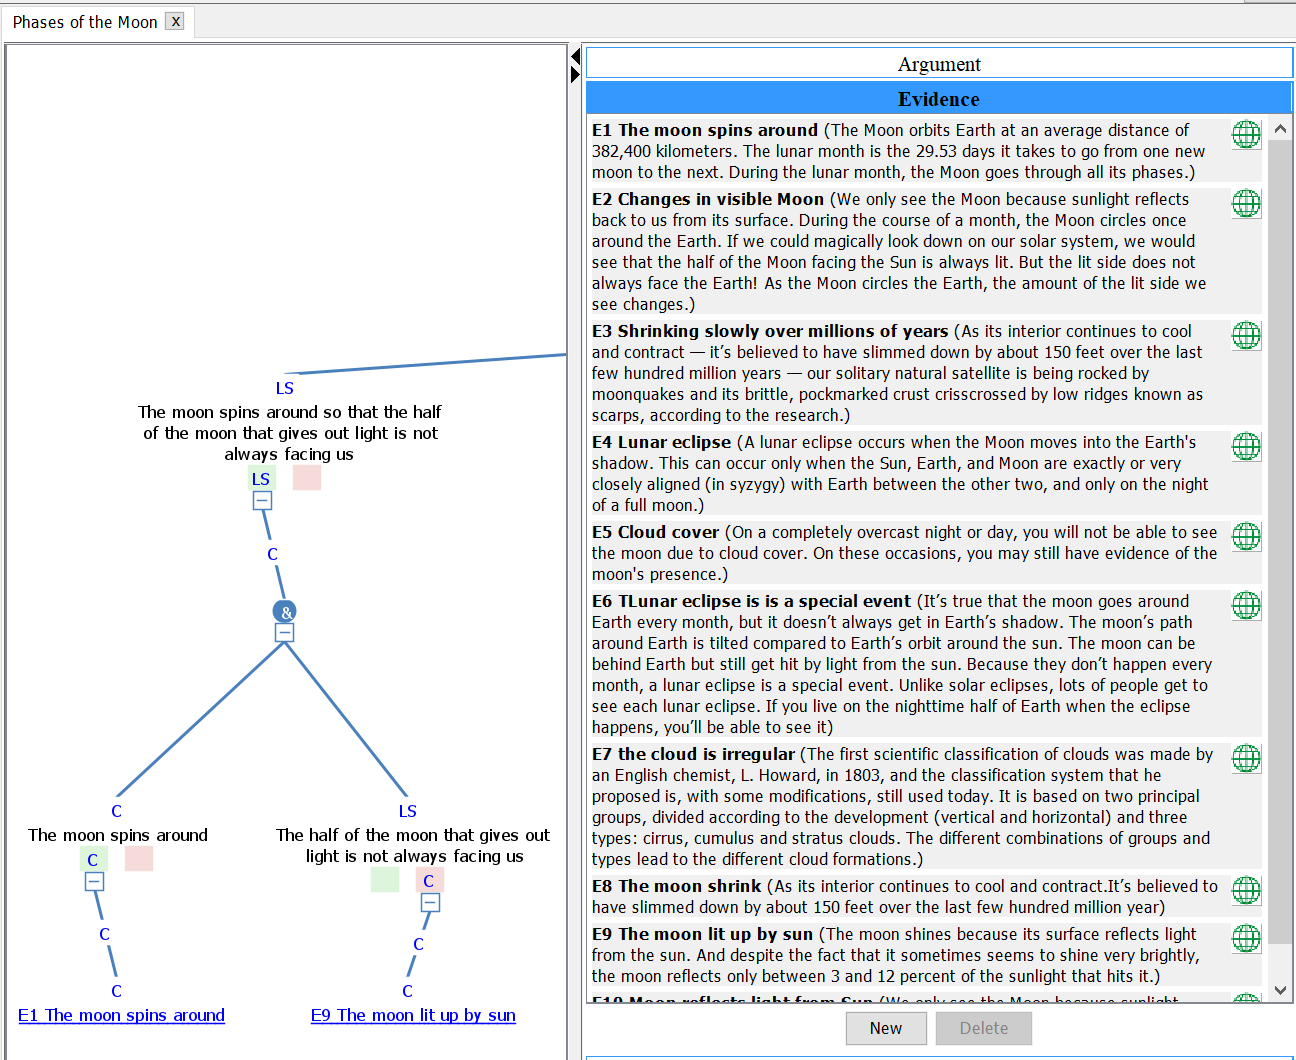 Phases of the Moon X
LS
The moon spins around so that the half
of the moon that gives out light is not
always facing us
LS
C
&
C
LS
The moon spins around
The half of the moon that gives out
light is not always facing us
C
C
C
C
C
C
E1 The moon spins around
E9 The moon lit up by sun
Argument
Evidence
E1 The moon spins around (The Moon orbits Earth at an average distance of
382,400 kilometers. The lunar month is the 29.53 days it takes to go from one new
moon to the next. During the lunar month, the Moon goes through all its phases.)
E2 Changes in visible Moon (We only see the Moon because sunlight reflects
back to us from its surface. During the course of a month, the Moon circles once
around the Earth. If we could magically look down on our solar system, we would
see that the half of the Moon facing the Sun is always lit. But the lit side does not
always face the Earth! As the Moon circles the Earth, the amount of the lit side we
see changes.)
E3 Shrinking slowly over millions of years (As its interior continues to cool
and contract — it’s believed to have slimmed down by about 150 feet over the last
few hundred million years — our solitary natural satellite is being rocked by
moonquakes and its brittle, pockmarked crust crisscrossed by low ridges known as
scarps, according to the research.)
E4 Lunar eclipse (A lunar eclipse occurs when the Moon moves into the Earth's
shadow. This can occur only when the Sun, Earth, and Moon are exactly or very
closely aligned (in syzygy) with Earth between the other two, and only on the night
of a full moon.)
E5 Cloud cover (On a completely overcast night or day, you will not be able to see
the moon due to cloud cover. On these occasions, you may still have evidence of the
moon's presence.)
E6 TLunar eclipse is is a special event (It’s true that the moon goes around
Earth every month, but it doesn’t always get in Earth’s shadow. The moon’s path
around Earth is tilted compared to Earth’s orbit around the sun. The moon can be
behind Earth but still get hit by light from the sun. Because they don’t happen every
month, a lunar eclipse is a special event. Unlike solar eclipses, lots of people get to
see each lunar eclipse. If you live on the nighttime half of Earth when the eclipse
happens, you’ll be able to see it)
E7 the cloud is irregular (The first scientific classification of clouds was made by
an English chemist, L. Howard, in 1803, and the classification system that he
proposed is, with some modifications, still used today. It is based on two principal
groups, divided according to the development (vertical and horizontal) and three
types: cirrus, cumulus and stratus clouds. The different combinations of groups and
types lead to the different cloud formations.)
E8 The moon shrink (As its interior continues to cool and contract.It’s believed to
have slimmed down by about 150 feet over the last few hundred million year)
E9 The moon lit up by sun (The moon shines because its surface reflects light
from the sun. And despite the fact that it sometimes seems to shine very brightly,
the moon reflects only between 3 and 12 percent of the sunlight that hits it.)
E10 Moon reflects light from Sun (We only see the Moon because sunlight
New
Delete